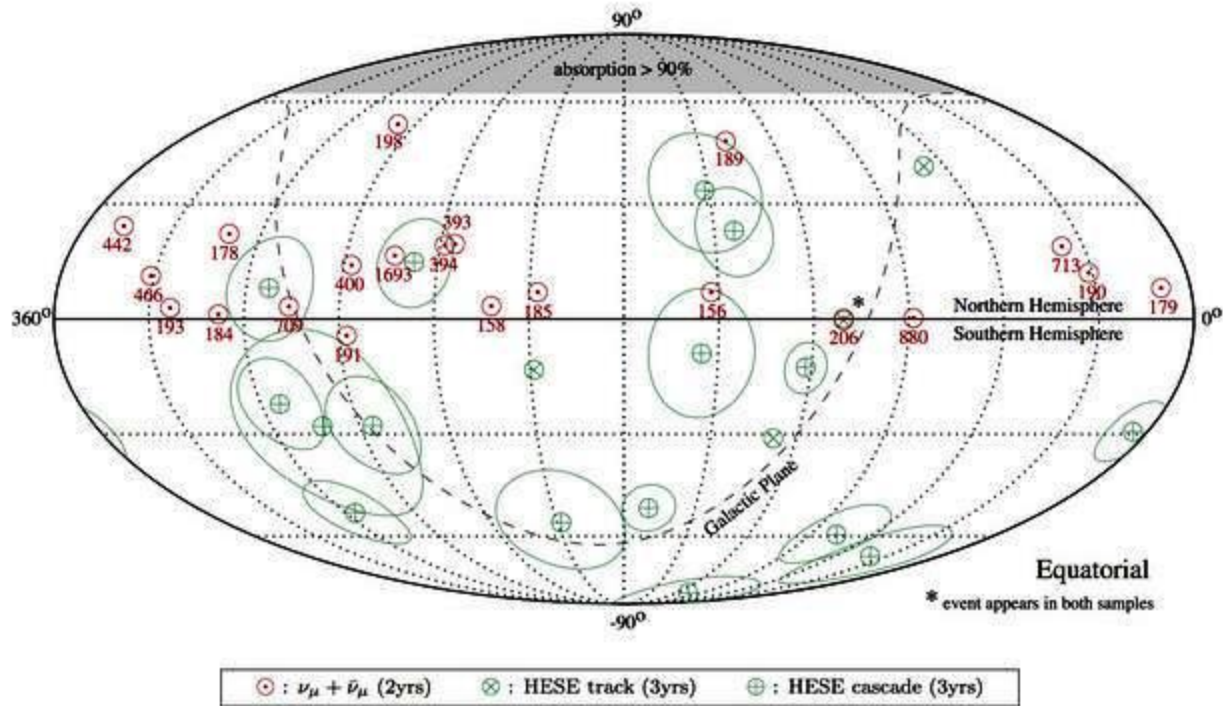 90°
absorption > 90%
198
189
393
442
178
1693
394
400
713
466
190
185
156
Northern Hemisphere
179
193
184
709
158
*
360°
0°
191
206
880
Southern Hemisphere
Galactic Plane
Equatorial
* event appears in both samples
-90°
: νμ + ν̄μ (2yrs)
: HESE track (3yrs)
: HESE cascade (3yrs)